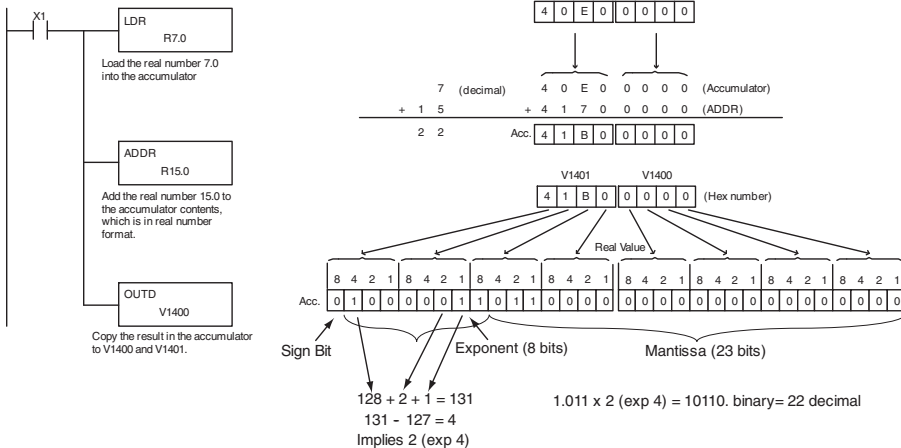 X1
LDR
R7.0
Load the real number 7.0
into the accumulator
ADDR
R15.0
Add the real number 15.0 to
the accumulator contents,
which is in real number
format.
OUTD
V1400
Copy the result in the accumulator
to V1400 and V1401.
4 0 E 0 0 0 0 0
7 (decimal) 4 0 E 0 0 0 0 0 (Accumulator)
+ 1 5 + 4 1 7 0 0 0 0 0 (ADDR)
2 2 Acc. 4 1 B 0 0 0 0 0
V1401 V1400
4 1 B 0 0 0 0 0 (Hex number)
Real Value
8 4 2 1 8 4 2 1 8 4 2 1 8 4 2 1 8 4 2 1 8 4 2 1 8 4 2 1 8 4 2 1
Acc. 0 1 0 0 0 0 0 1 1 0 1 1 0 0 0 0 0 0 0 0 0 0 0 0 0 0 0 0 0 0 0 0
Sign Bit Exponent (8 bits) Mantissa (23 bits)
128 + 2 + 1 = 131
131 - 127 = 4
Implies 2 (exp 4)
1.011 x 2 (exp 4) = 10110. binary= 22 decimal